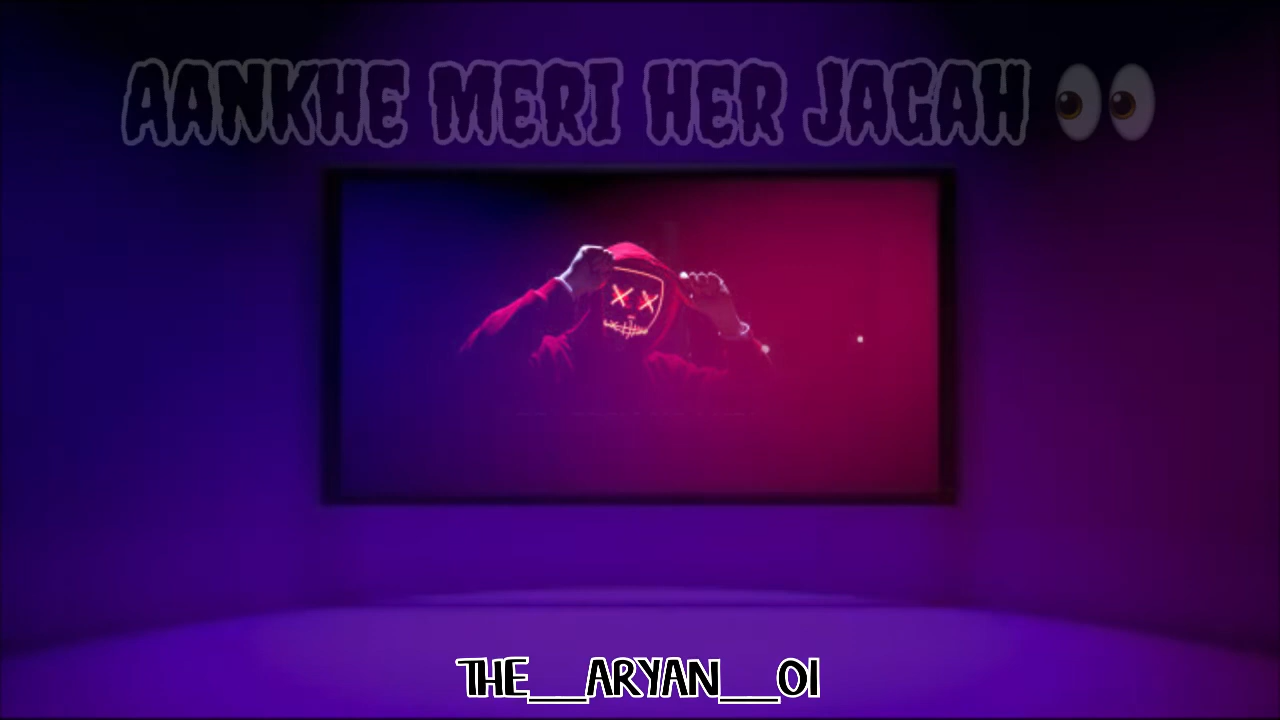 AANKHE MERI HER JAGAH 👀
THE__ARYAN__01